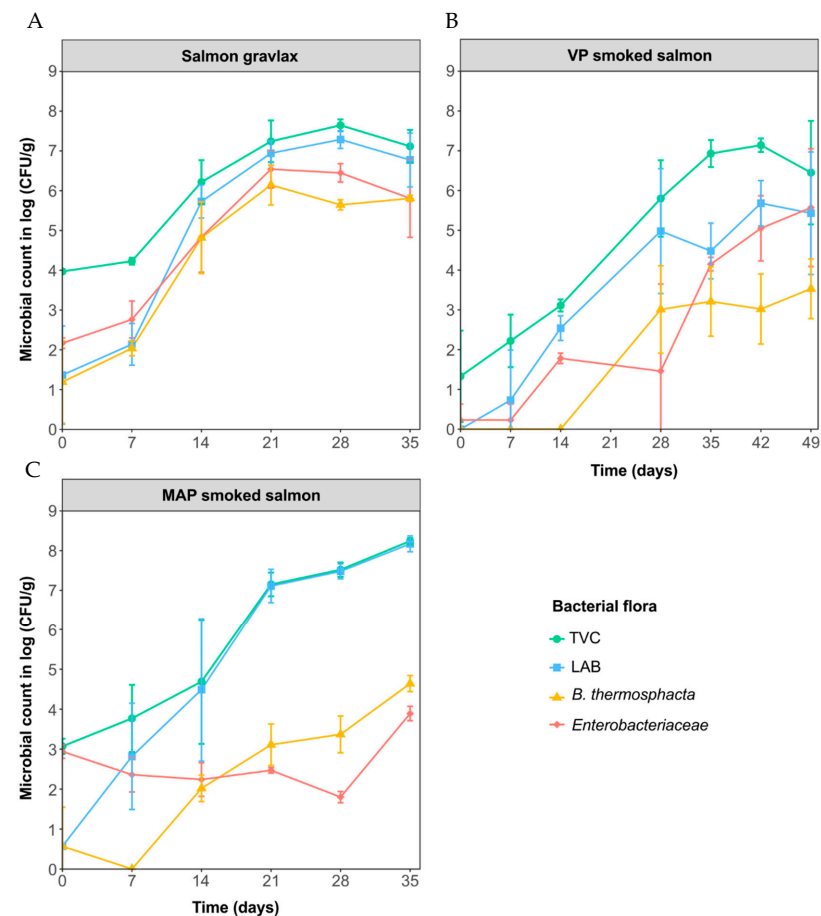 A
Salmon gravlax
Microbial count in log (CFU/g)
9
8
7
6
5
4
3
2
1
0
0 7 14 21 28 35
B
VP smoked salmon
9
8
7
6
5
4
3
2
1
0
0 7 14 21 28 35 42 49
Time (days)
C
MAP smoked salmon
Microbial count in log (CFU/g)
9
8
7
6
5
4
3
2
1
0
0 7 14 21 28 35
Time (days)
Bacterial flora
TVC
LAB
B. thermosphacta
Enterobacteriaceae